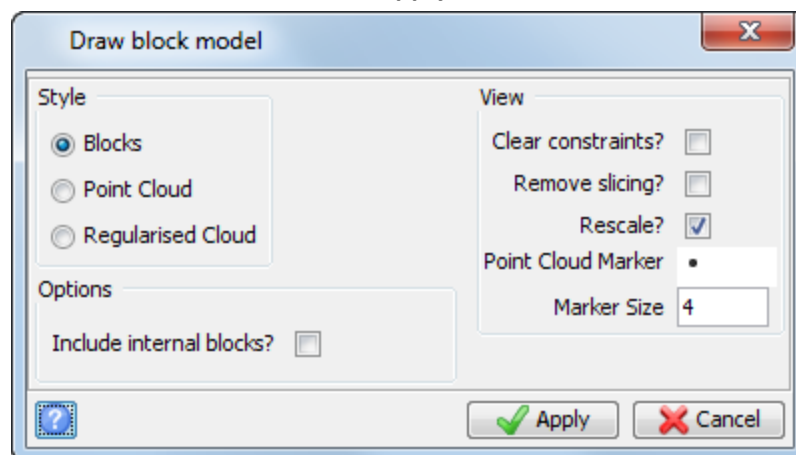 Draw block model
Style
Blocks
Point Cloud
Regularised Cloud
Options
Include internal blocks?
View
Clear constraints?
Remove slicing?
Rescale?
Point Cloud Marker
Marker Size 4
Apply
Cancel